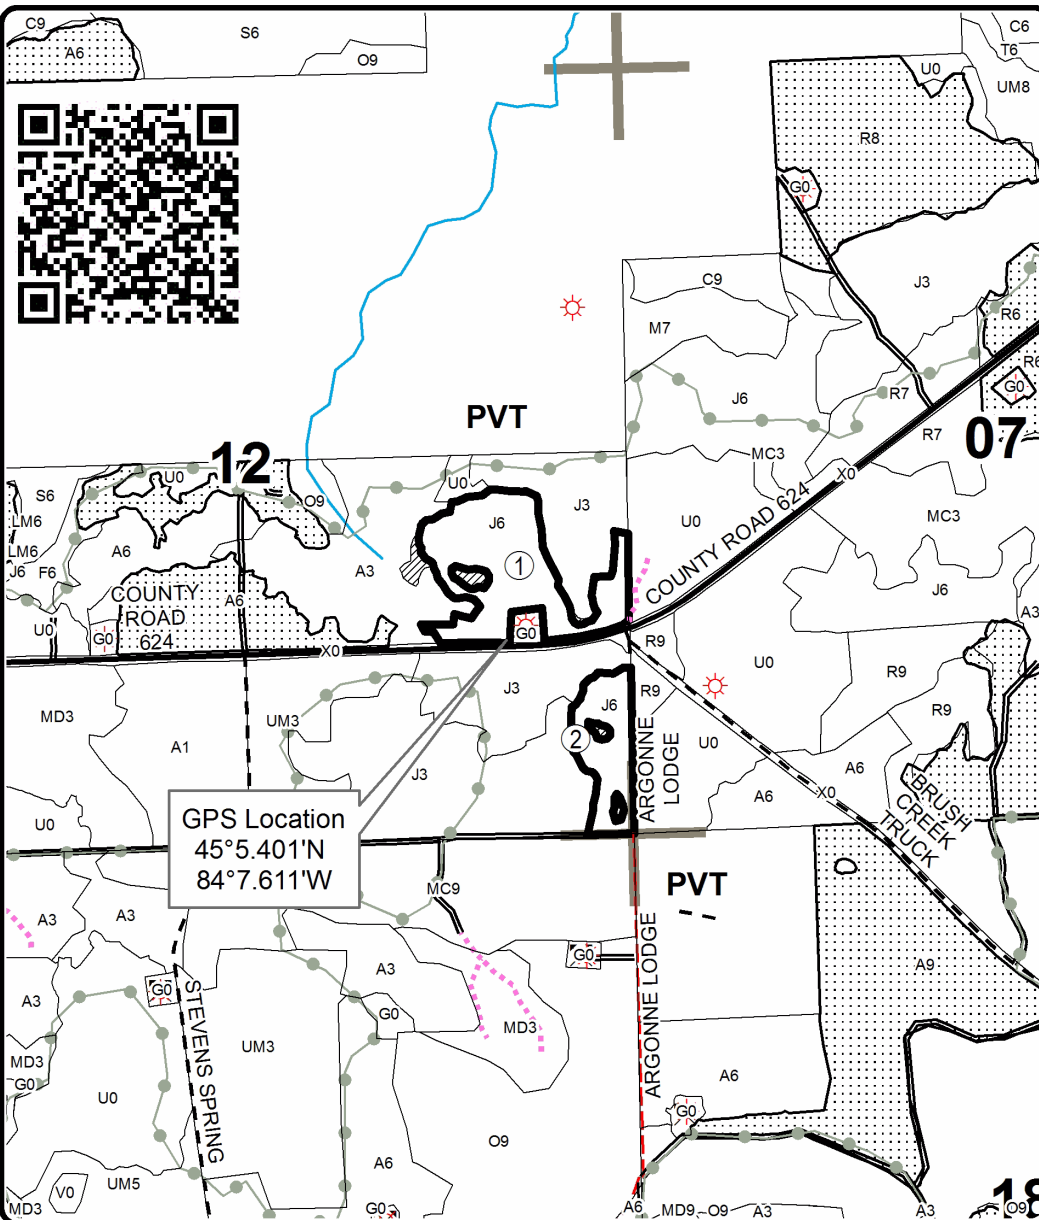 C9
S6
C6
A6
O9
T6
U0
UM8
R8
G0
C9
J3
R6
M7
R6
G0
PVT
J6
R7
12
07
R7
MC3
U0
U0
X0
S6
O9
J3
LM6
J6
U0
MC3
COUNTY ROAD 624
LM6
A6
1
J6
F6
A3
J6
COUNTY
ROAD
624
A6
A3
U0
G0
G0
X0
R9
U0
R9
J3
R9
MD3
J6
R9
UM3
A1
2
U0
ARGONNE
LODGE
J3
A6
X0
A6
BRUSH
CREEK
TRUCK
U0
GPS Location
45°5.401'N
84°7.611'W
PVT
MC9
A3
A3
ARGONNE LODGE
G0
A9
A3
A3
G0
STEVENS SPRING
G0
MD3
UM3
MD3
A6
G0
U0
G0
O9
A6
UM5
V0
18
MD3
G0
A6
MD9
O9
A3
A3
O9